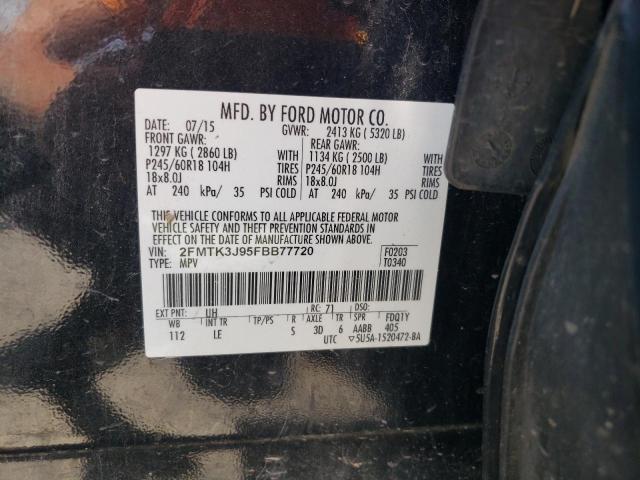 MFD. BY FORD MOTOR CO.
DATE: 07/15 GVWR: 2413 KG ( 5320 LB)
FRONT GAWR: REAR GAWR:
1297 KG ( 2860 LB) WITH 1134 KG ( 2500 LB) WITH
P245/60R18 104H TIRES P245/60R18 104H TIRES
18x8.0J RIMS 18x8.0J RIMS
AT 240 kPa/ 35 PSI COLD AT 240 kPa/ 35 PSI COLD
THIS VEHICLE CONFORMS TO ALL APPLICABLE FEDERAL MOTOR
VEHICLE SAFETY AND THEFT PREVENTION STANDARDS IN
EFFECT ON THE DATE OF MANUFACTURE SHOWN ABOVE.
VIN: 2FMTK3J95FBB77720 F0203
TYPE: MPV T0340
EXT PNT: UH RC: 71 DSO:
WB INT TR TP/PS R AXLE TR SPR FDQ1Y
112 LE S 3D 6 AABB 405
UTC ▽5U5A-1520472-BA